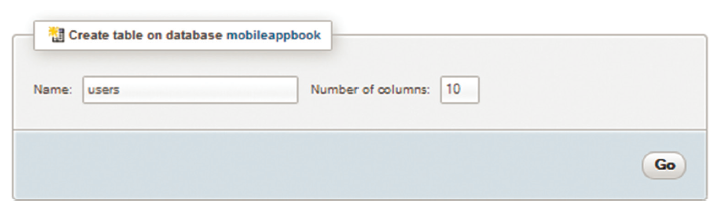 Create table on database mobileappbook
Name: users Number of columns: 10
Go